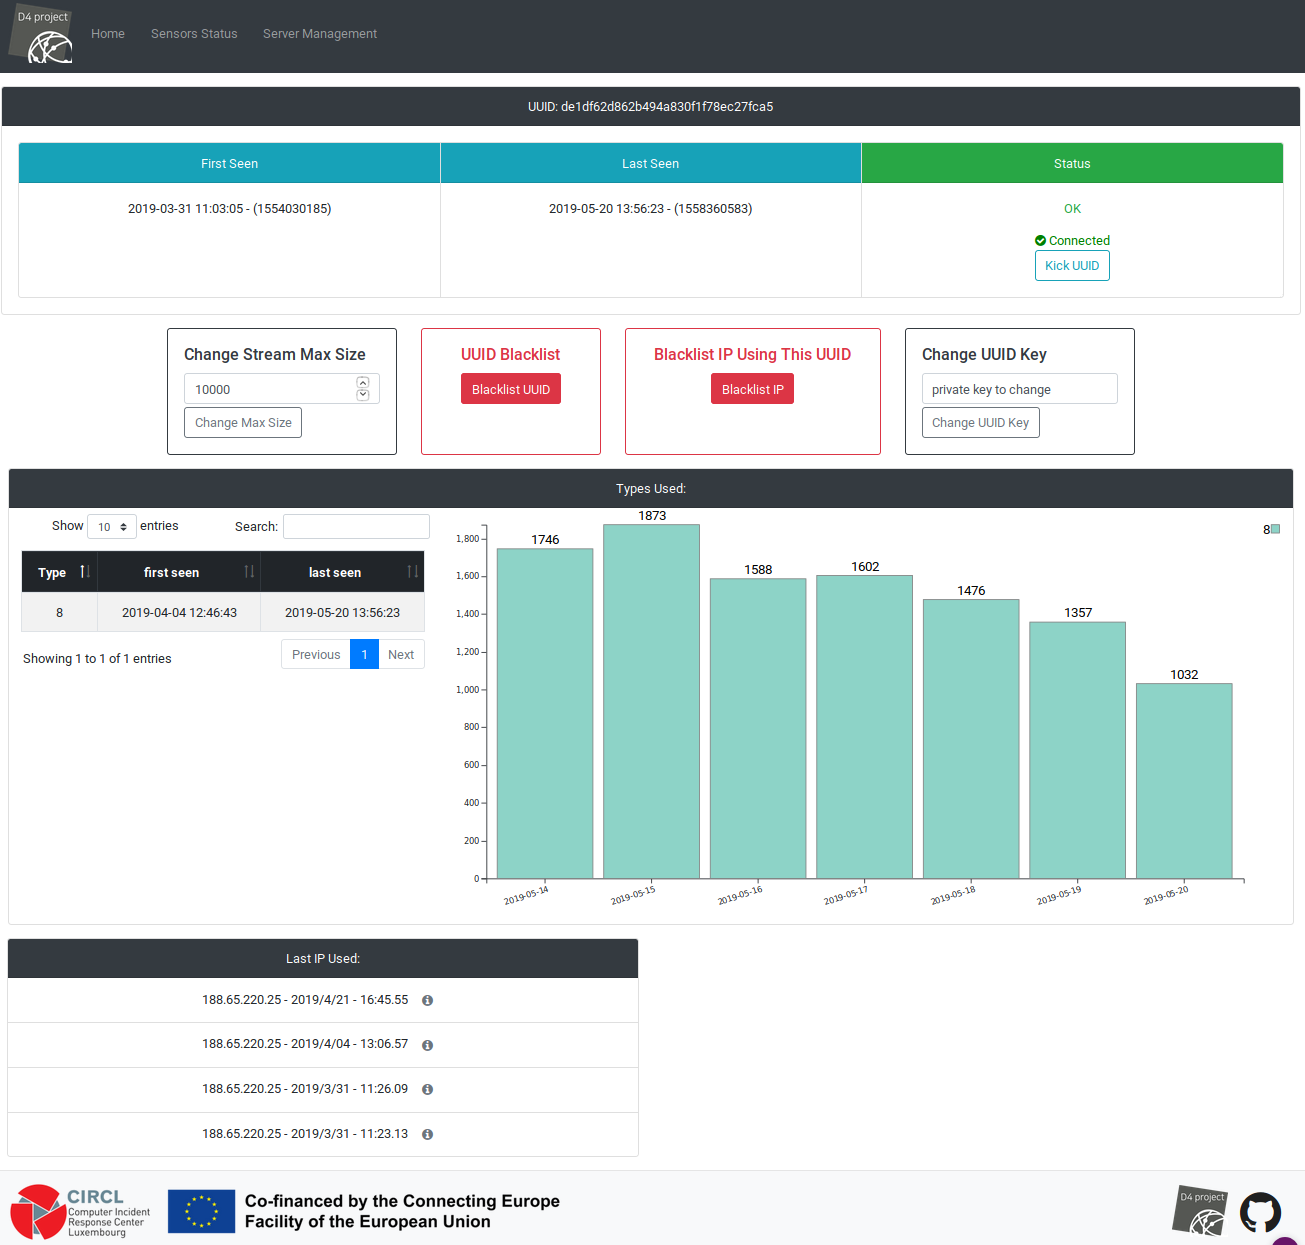 D4 project
Home Sensors Status Server Management
UUID: de1df62d862b494a830f1f78ec27fca5
First Seen Last Seen Status
2019-03-31 11:03:05 - (1554030185) 2019-05-20 13:56:23 - (1558360583) OK
Connected
Kick UUID
Change Stream Max Size
10000
Change Max Size
UUID Blacklist
Blacklist UUID
Blacklist IP Using This UUID
Blacklist IP
Change UUID Key
private key to change
Change UUID Key
Types Used:
Show 10 entries Search:
Type first seen last seen
8 2019-04-04 12:46:43 2019-05-20 13:56:23
Showing 1 to 1 of 1 entries Previous 1 Next
8
1746 1873 1588 1602 1476 1357 1032
1,800
1,600
1,400
1,200
1,000
800
600
400
200
0
2019-05-14 2019-05-15 2019-05-16 2019-05-17 2019-05-18 2019-05-19 2019-05-20
Last IP Used:
188.65.220.25 - 2019/4/21 - 16:45.55
188.65.220.25 - 2019/4/04 - 13:06.57
188.65.220.25 - 2019/3/31 - 11:26.09
188.65.220.25 - 2019/3/31 - 11:23.13
CIRCL
Computer Incident
Response Center
Luxembourg
Co-financed by the Connecting Europe
Facility of the European Union
D4 project